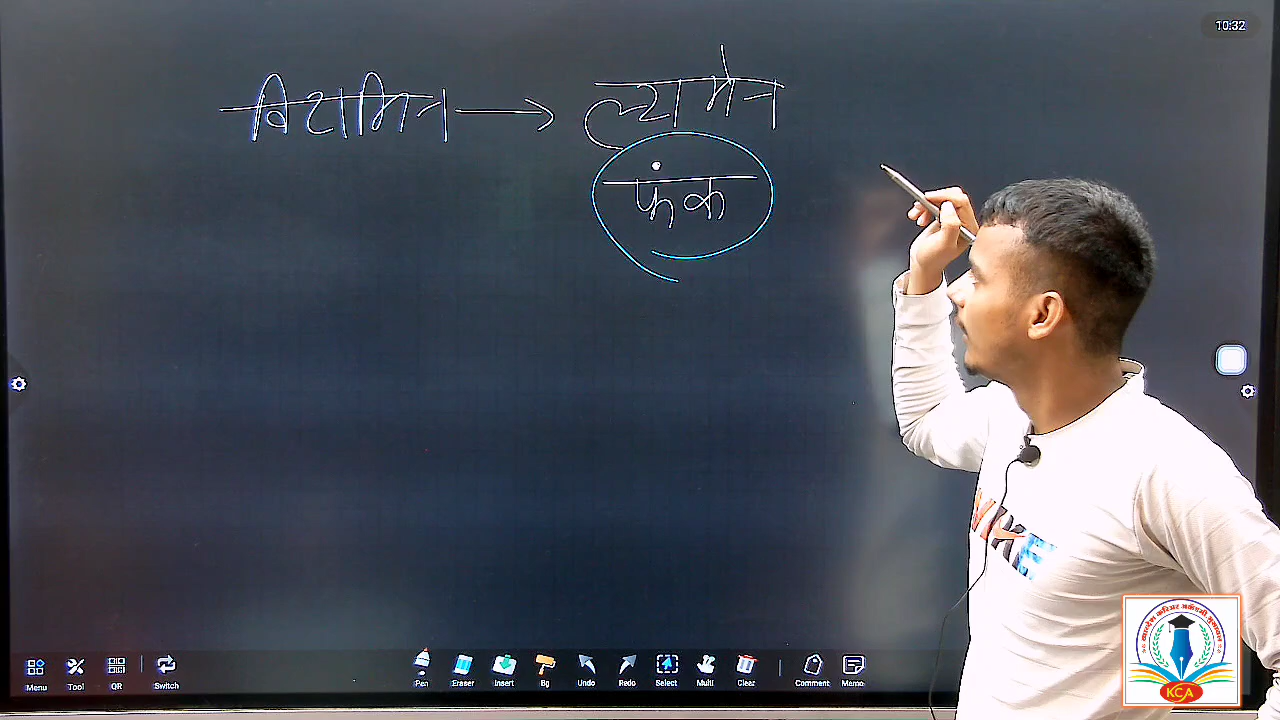 10:32
विटामिन → ल्यूमेन
फंक
Menu Tool QR Switch Pen Eraser Insert Bg Undo Redo Select Multi Clear Comment Memo
KCA